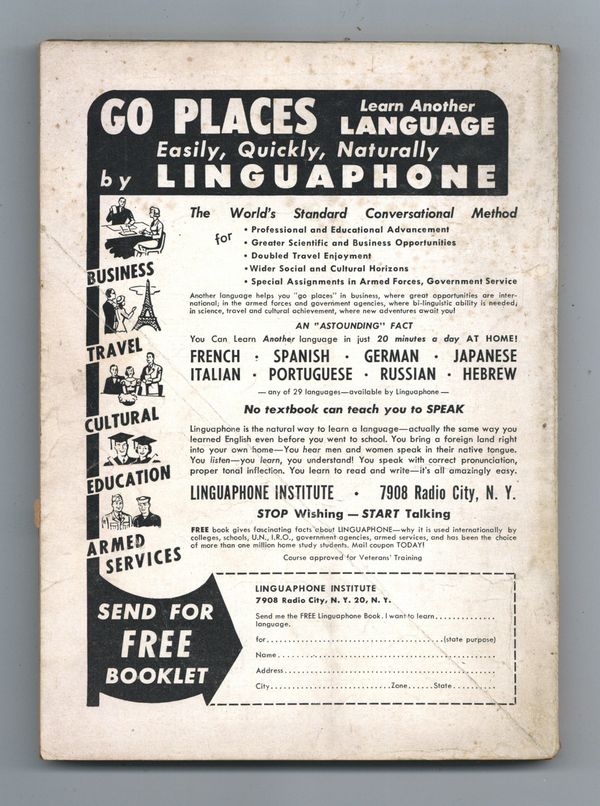 GO PLACES Learn Another LANGUAGE
Easily, Quickly, Naturally
by LINGUAPHONE
The World's Standard Conversational Method
for
• Professional and Educational Advancement
• Greater Scientific and Business Opportunities
• Doubled Travel Enjoyment
• Wider Social and Cultural Horizons
• Special Assignments in Armed Forces, Government Service
BUSINESS
TRAVEL
CULTURAL
EDUCATION
ARMED
SERVICES
Another language helps you "go places" in business, where great opportunities are inter-
national; in the armed forces and government agencies, where bi-linguistic ability is needed;
in science, travel and cultural achievement, where new adventures await you!
AN "ASTOUNDING" FACT
You Can Learn Another language in just 20 minutes a day AT HOME!
FRENCH · SPANISH · GERMAN · JAPANESE
ITALIAN · PORTUGUESE · RUSSIAN · HEBREW
— any of 29 languages—available by Linguaphone —
No textbook can teach you to SPEAK
Linguaphone is the natural way to learn a language—actually the same way you
learned English even before you went to school. You bring a foreign land right
into your own home—You hear men and women speak in their native tongue.
You listen—you learn, you understand! You speak with correct pronunciation,
proper tonal inflection. You learn to read and write—it's all amazingly easy.
LINGUAPHONE INSTITUTE • 7908 Radio City, N. Y.
STOP Wishing — START Talking
FREE book gives fascinating facts about LINGUAPHONE—why it is used internationally by
colleges, schools, U.N., I.R.O., government agencies, armed services, and has been the choice
of more than one million home study students. Mail coupon TODAY!
Course approved for Veterans' Training
SEND FOR
FREE
BOOKLET
LINGUAPHONE INSTITUTE
7908 Radio City, N. Y. 20, N. Y.
Send me the FREE Linguaphone Book. I want to learn...............
language.
for...............(state purpose)
Name...............
Address...............
City...............Zone......State...............